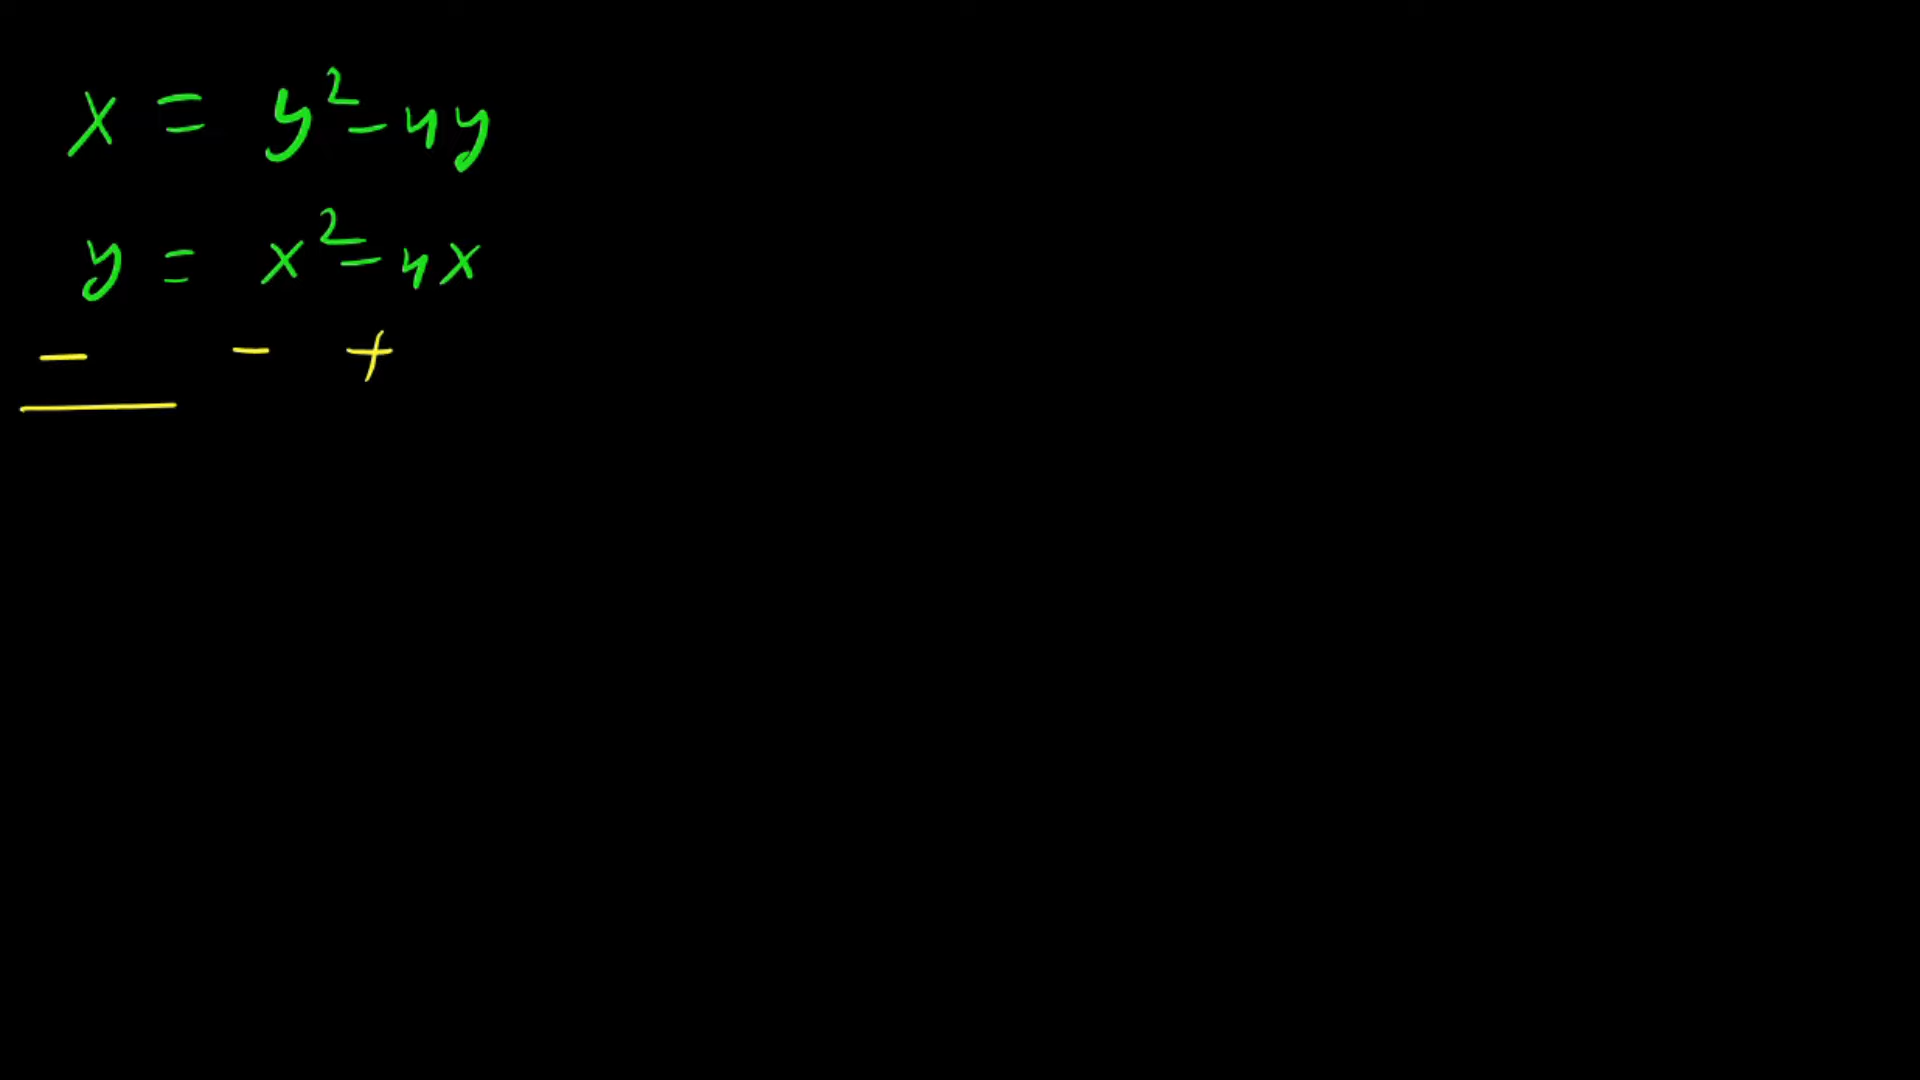 x = y² - 4y
y = x² - 4x
- - +